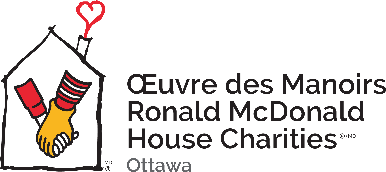 Œuvre des Manoirs
Ronald McDonald
House Charities
Ottawa